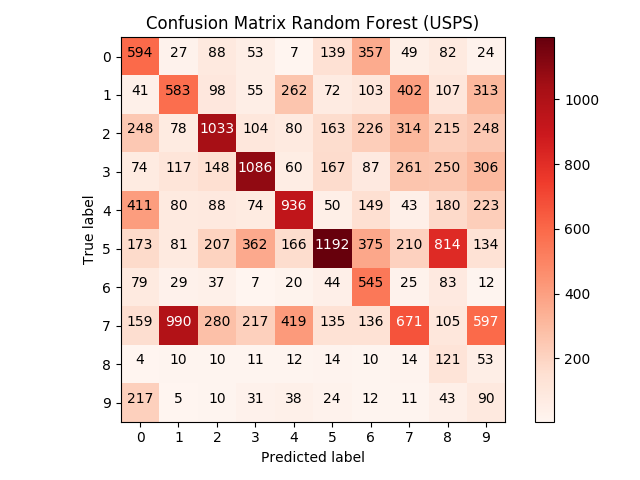 Confusion Matrix Random Forest (USPS)
0 594 27 88 53 7 139 357 49 82 24
1 41 583 98 55 262 72 103 402 107 313
2 248 78 1033 104 80 163 226 314 215 248
3 74 117 148 1086 60 167 87 261 250 306
4 411 80 88 74 936 50 149 43 180 223
5 173 81 207 362 166 1192 375 210 814 134
6 79 29 37 7 20 44 545 25 83 12
7 159 990 280 217 419 135 136 671 105 597
8 4 10 10 11 12 14 10 14 121 53
9 217 5 10 31 38 24 12 11 43 90
0 1 2 3 4 5 6 7 8 9
Predicted label
True label
1000
800
600
400
200